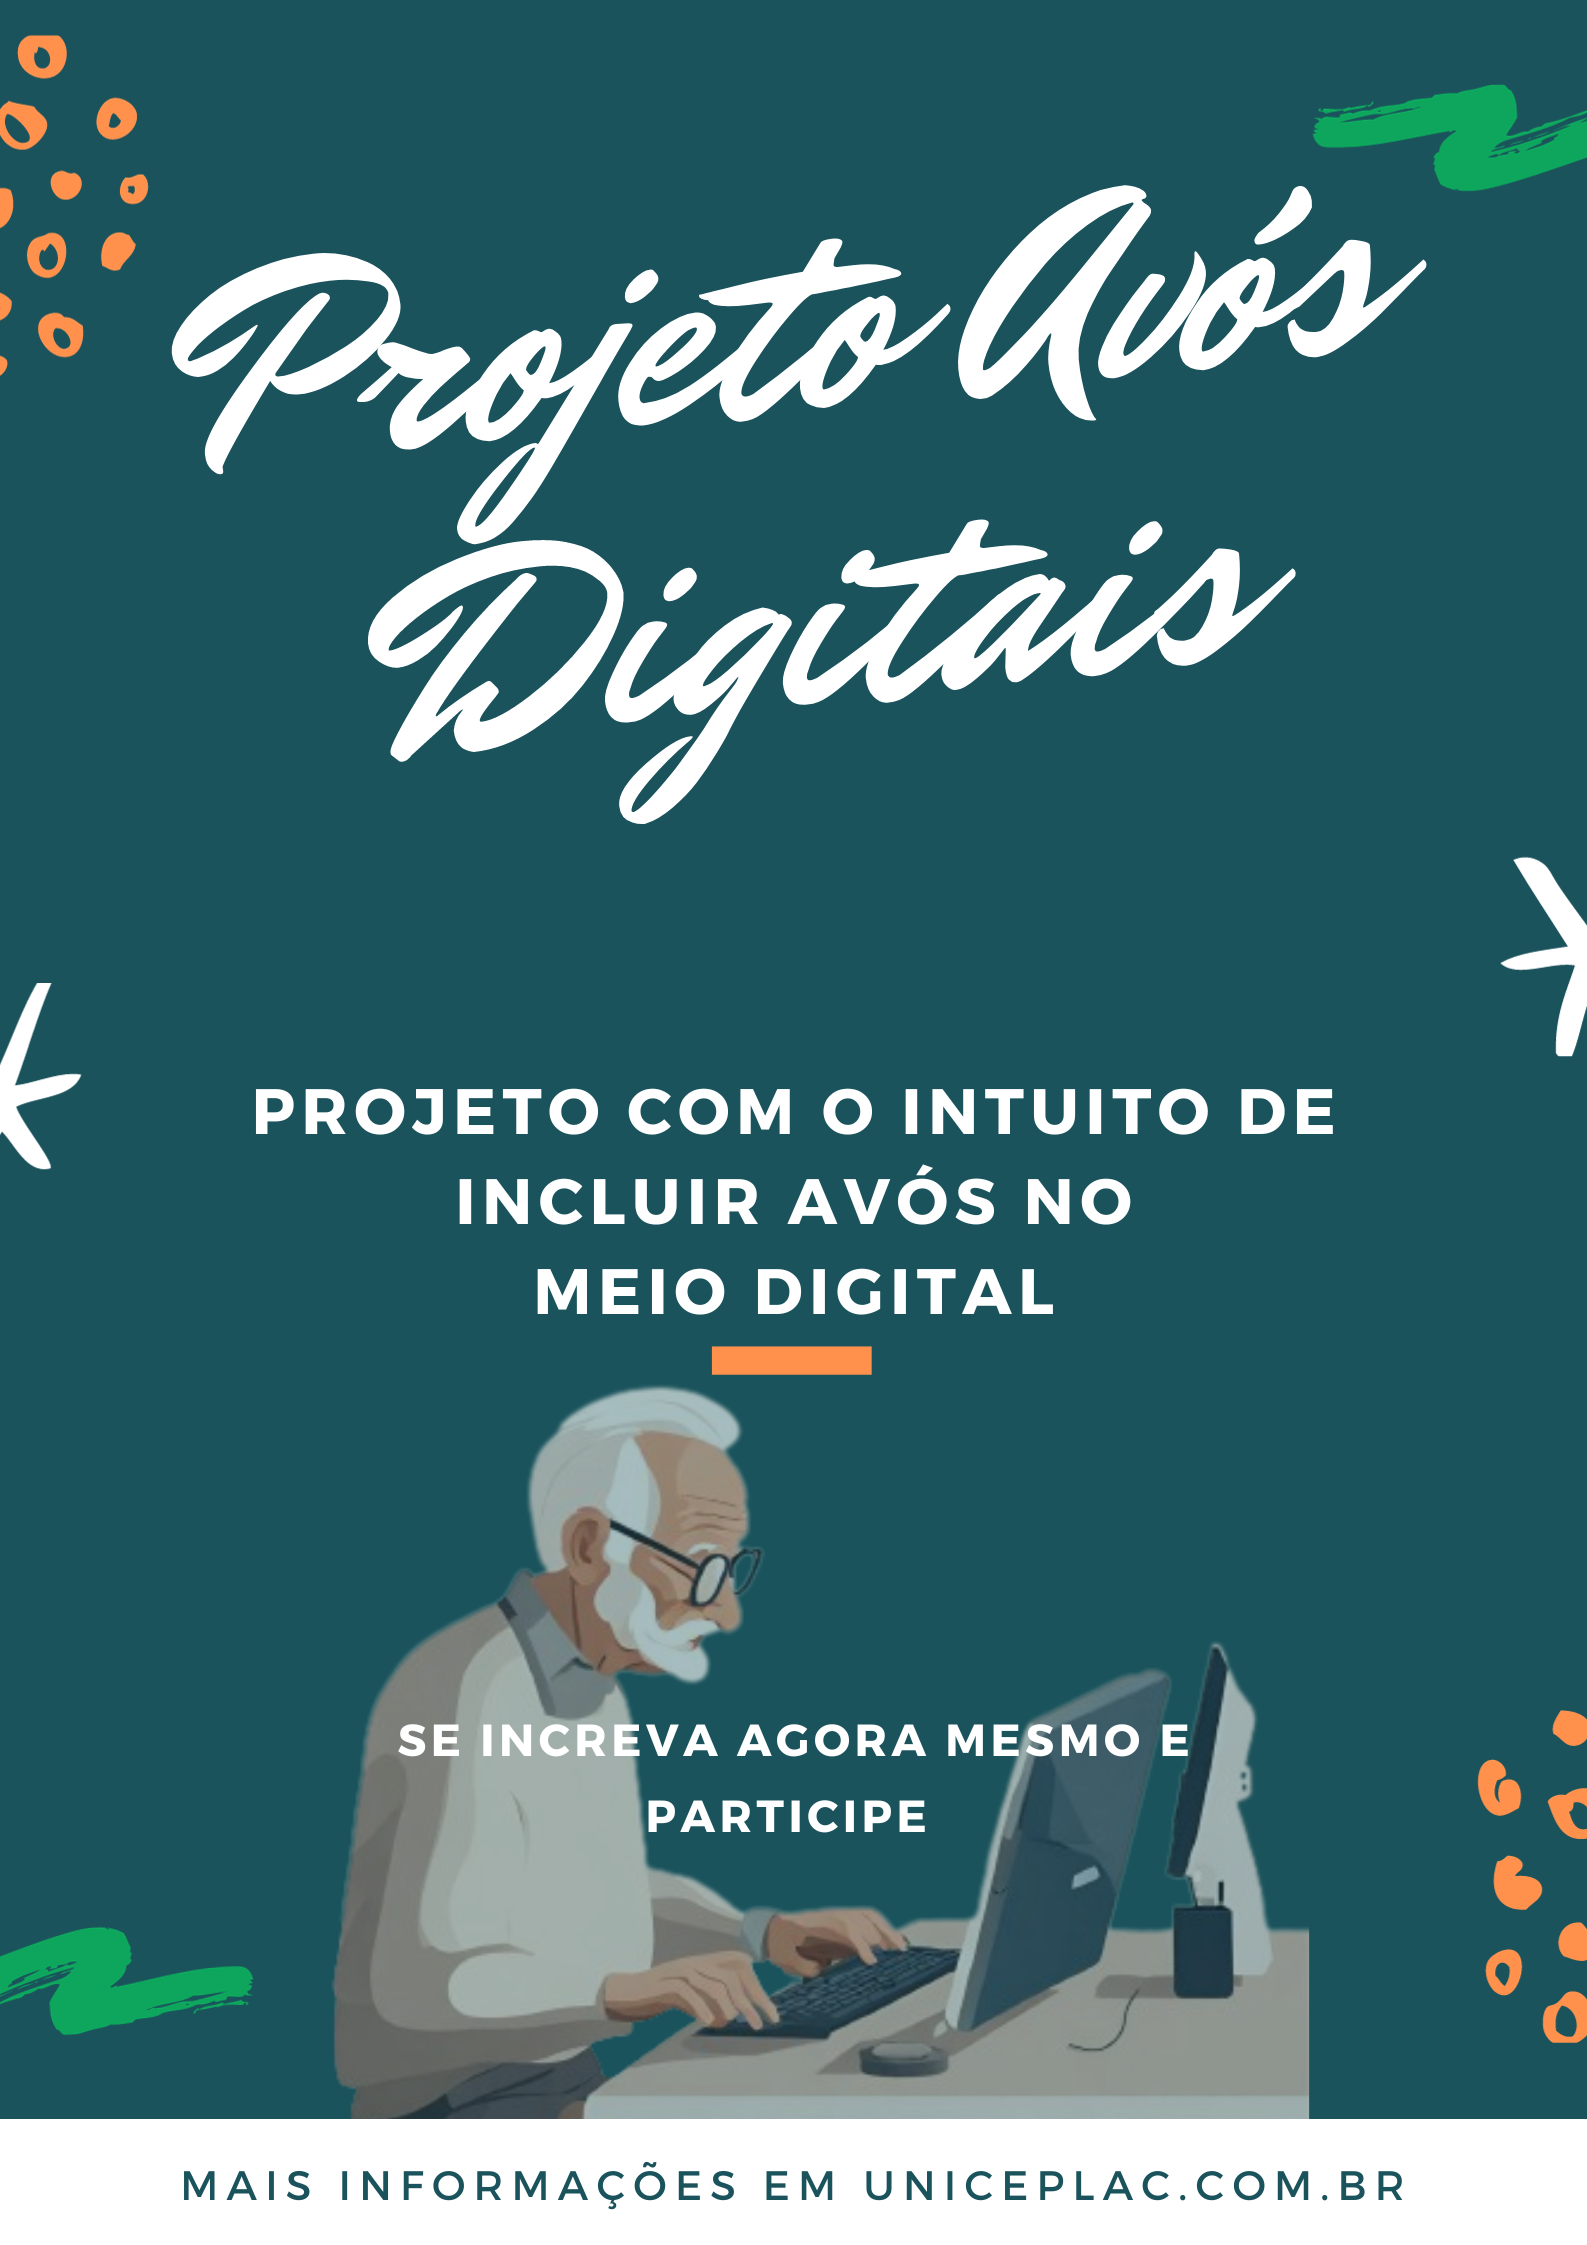 Projeto Avós
Digitais
PROJETO COM O INTUITO DE
INCLUIR AVÓS NO
MEIO DIGITAL
SE INCREVA AGORA MESMO E
PARTICIPE
MAIS INFORMAÇÕES EM UNICEPLAC.COM.BR